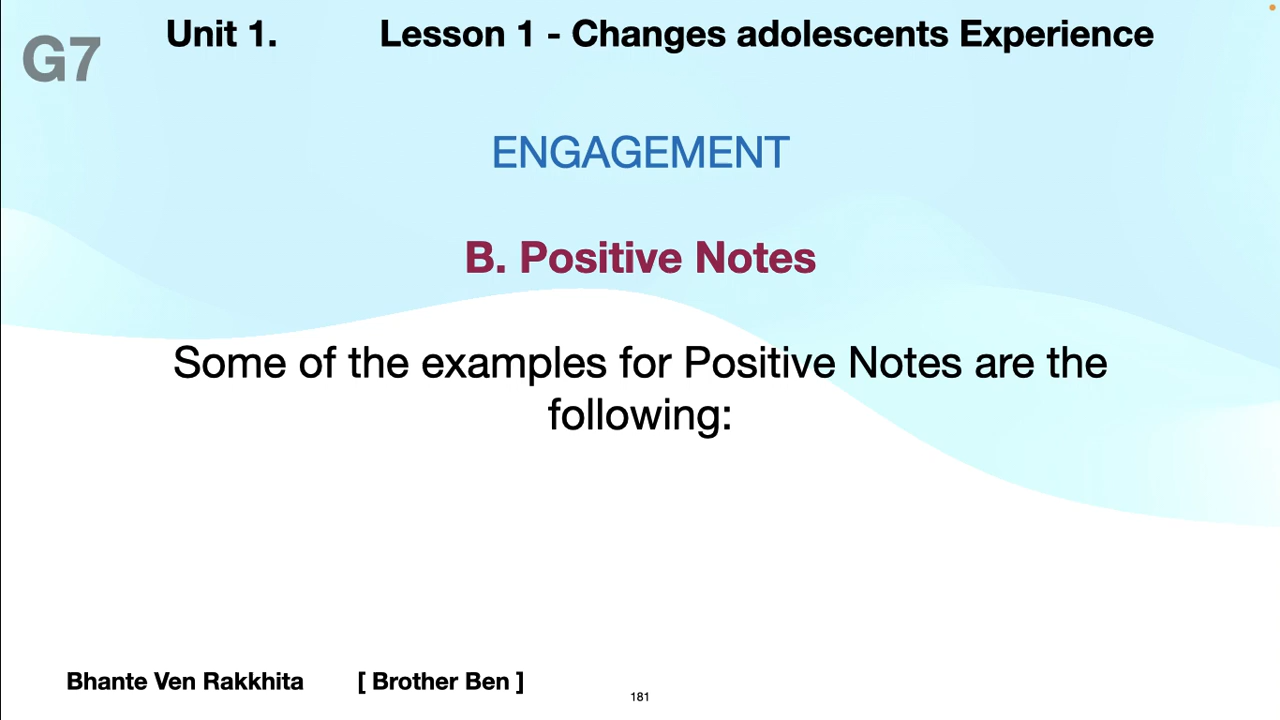 G7
Unit 1. Lesson 1 - Changes adolescents Experience
ENGAGEMENT
B. Positive Notes
Some of the examples for Positive Notes are the
following:
Bhante Ven Rakkhita [ Brother Ben ]
181